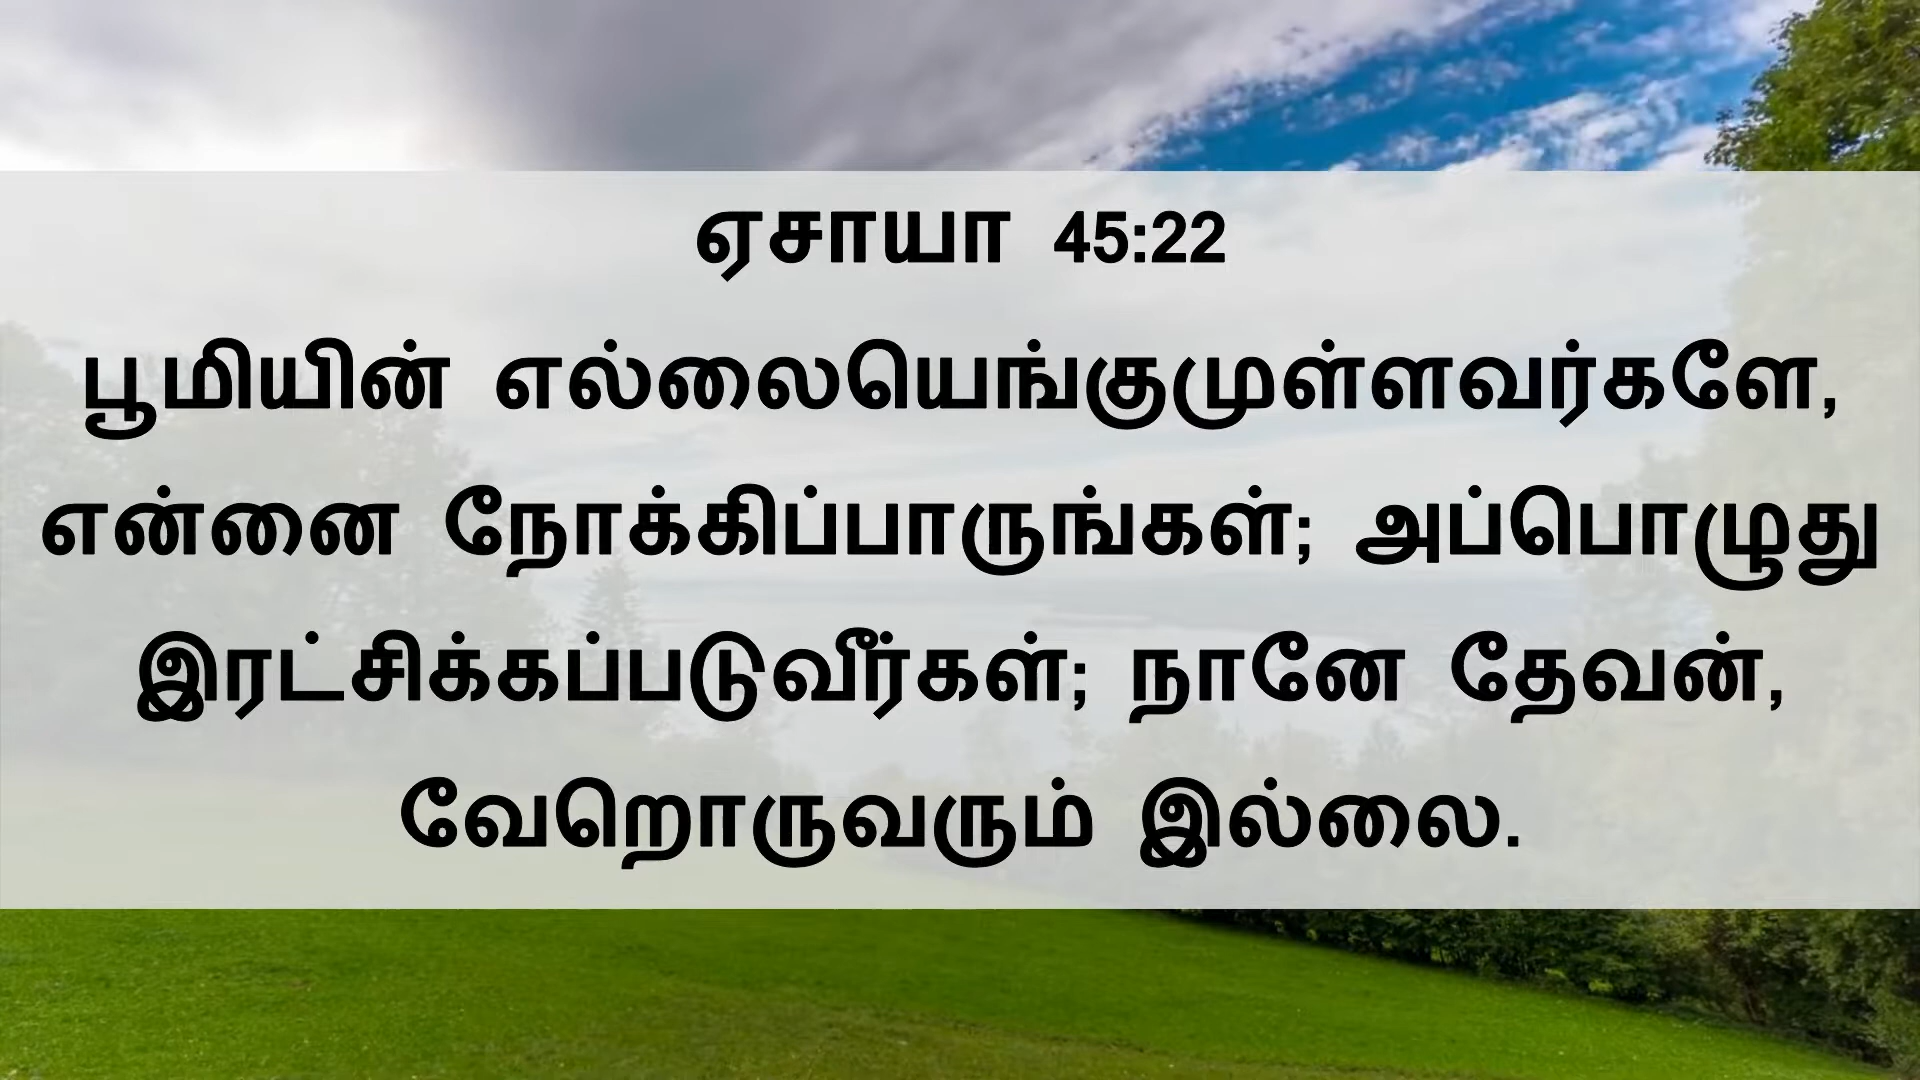 ஏசாயா 45:22
பூமியின் எல்லையெங்குமுள்ளவர்களே,
என்னை நோக்கிப்பாருங்கள்; அப்பொழுது
இரட்சிக்கப்படுவீர்கள்; நானே தேவன்,
வேறொருவரும் இல்லை.